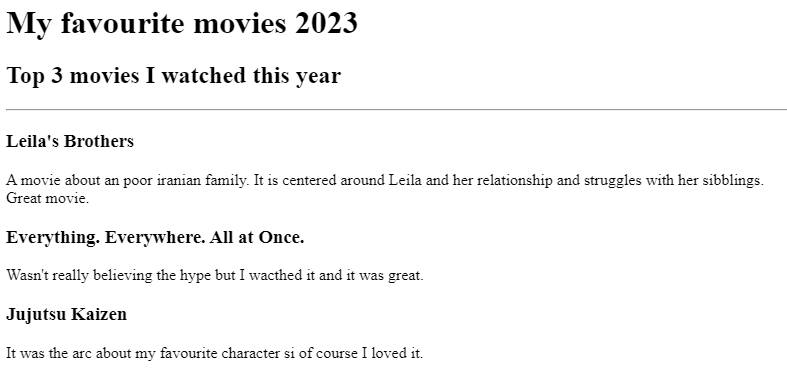 My favourite movies 2023
Top 3 movies I watched this year
Leila's Brothers
A movie about an poor iranian family. It is centered around Leila and her relationship and struggles with her sibblings.
Great movie.
Everything. Everywhere. All at Once.
Wasn't really believing the hype but I wacthed it and it was great.
Jujutsu Kaizen
It was the arc about my favourite character si of course I loved it.